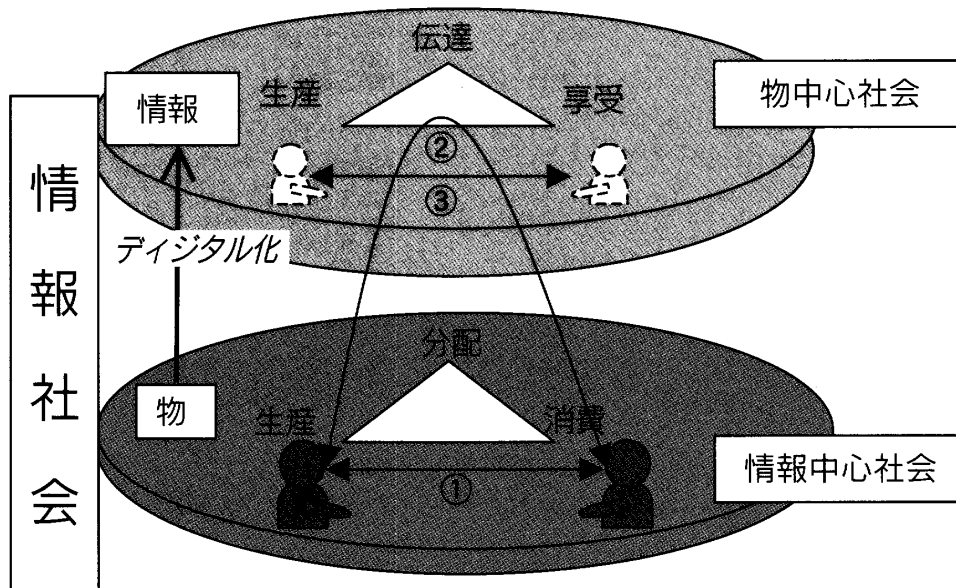 伝達
生産
享受
情報
物中心社会
②
③
ディジタル化
情報社会
分配
物
生産
消費
①
情報中心社会